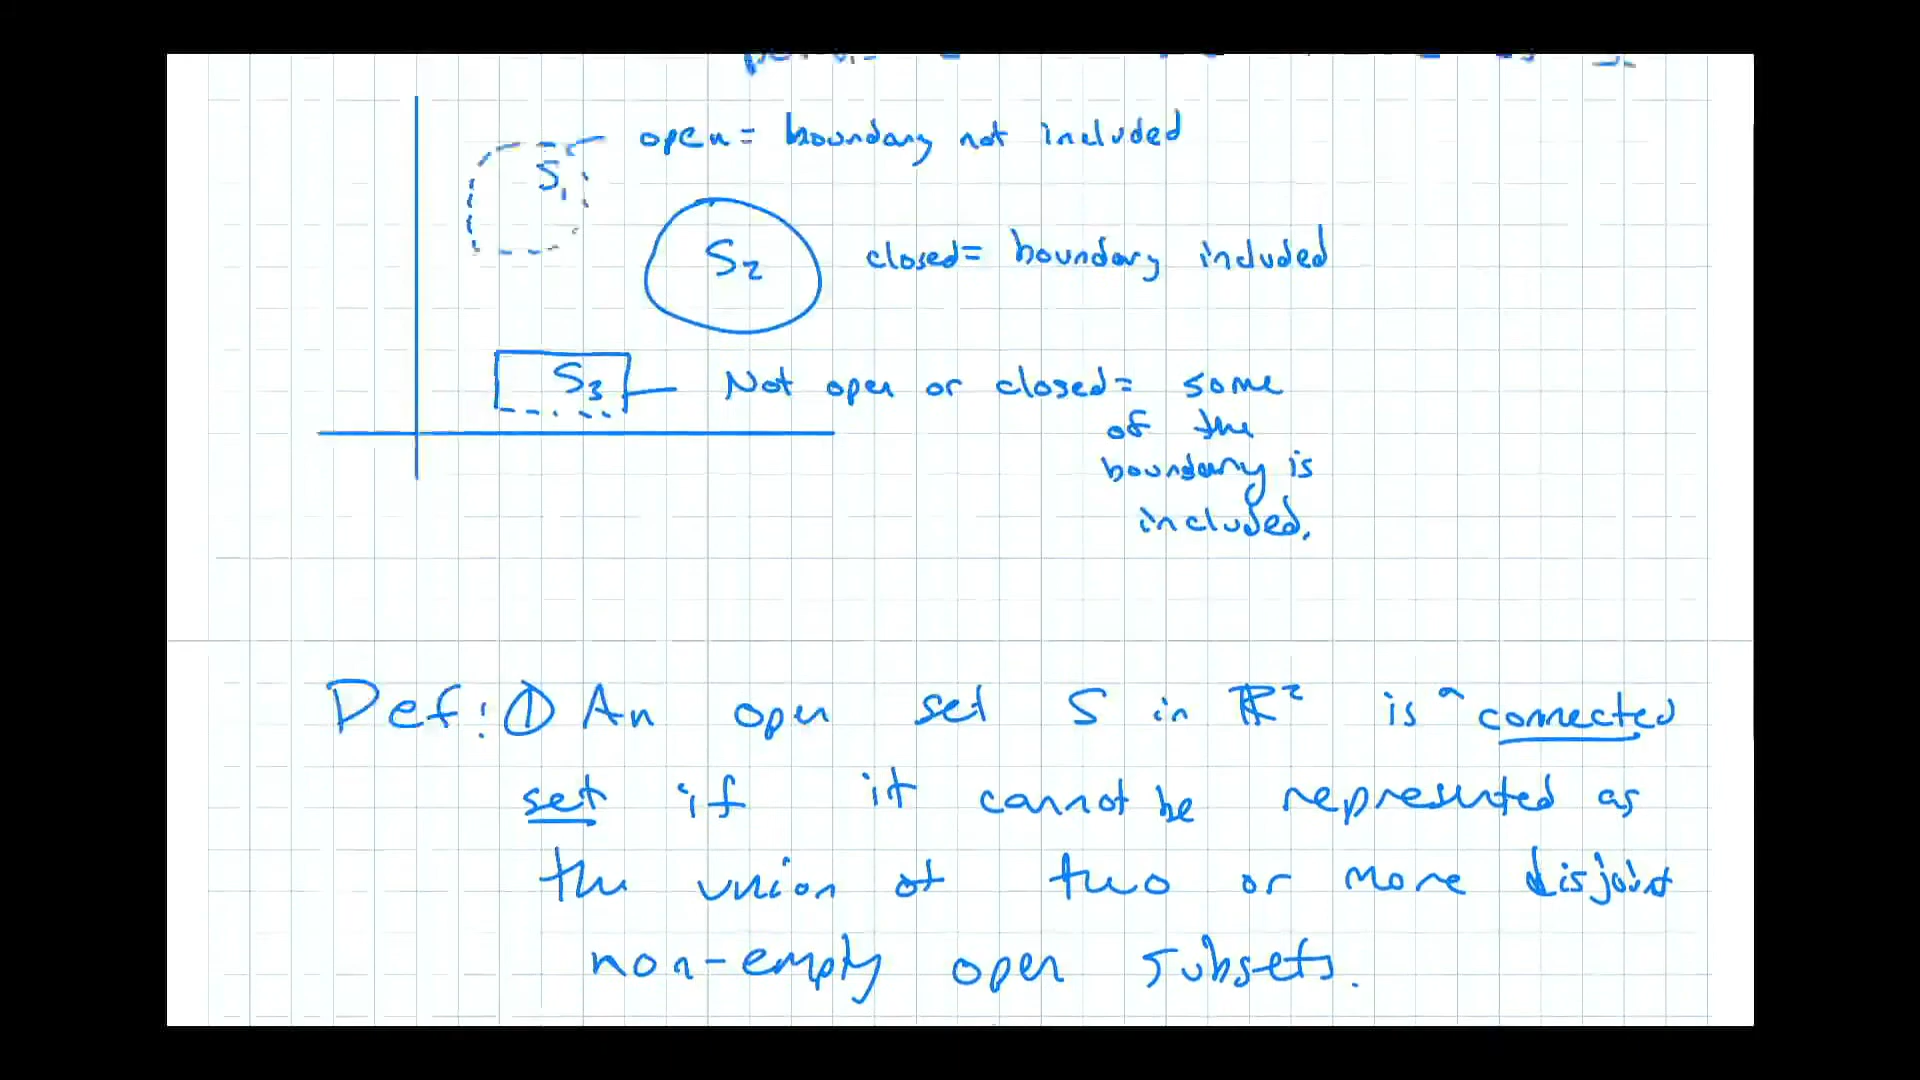 S₁ open = boundary not included
S₂ closed = boundary included
S₃ Not open or closed = some
of the
boundary is
included.
Def: ① An open set S in ℝ² is a connected
set if it cannot be represented as
the union of two or more disjoint
non-empty open subsets.